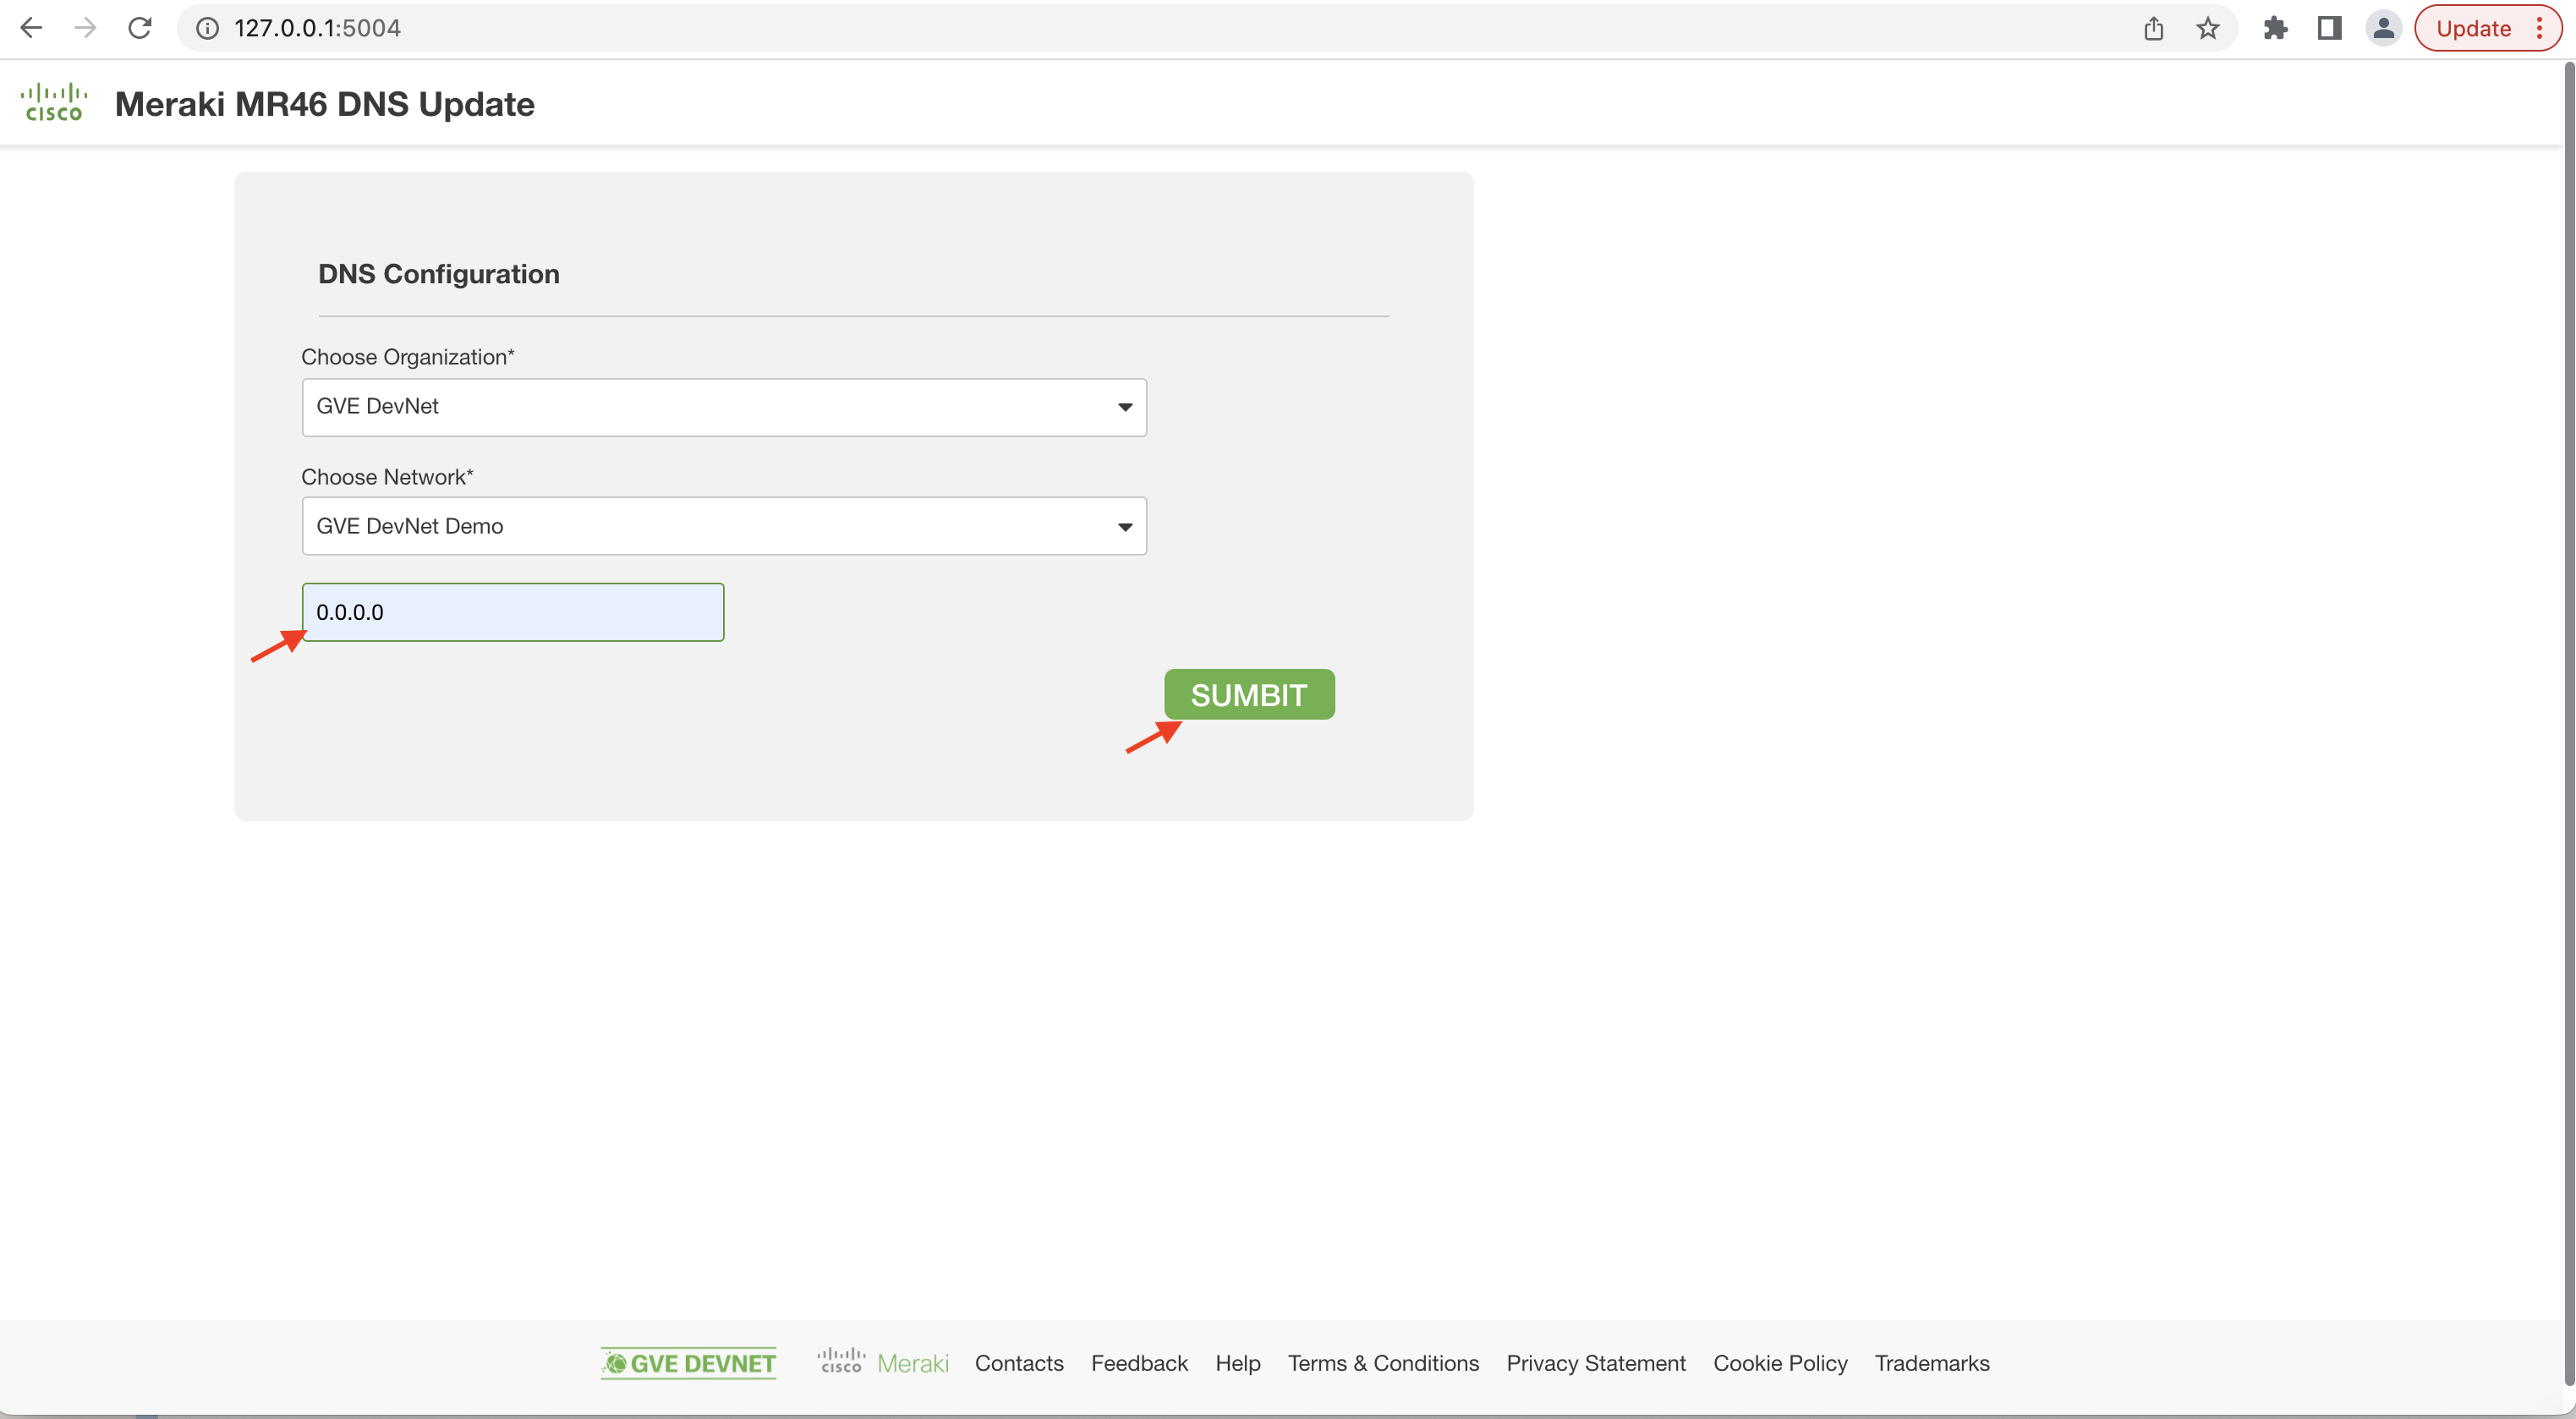 127.0.0.1:5004
Update
CISCO Meraki MR46 DNS Update
DNS Configuration
Choose Organization*
GVE DevNet
Choose Network*
GVE DevNet Demo
0.0.0.0
SUMBIT
GVE DEVNET CISCO Meraki Contacts Feedback Help Terms & Conditions Privacy Statement Cookie Policy Trademarks